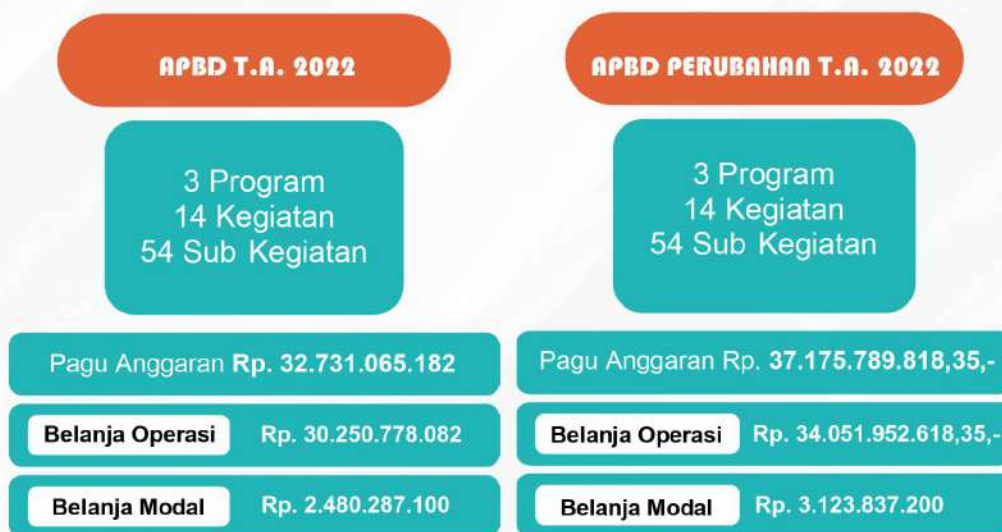 APBD T.A. 2022
3 Program
14 Kegiatan
54 Sub Kegiatan
Pagu Anggaran Rp. 32.731.065.182
Belanja Operasi Rp. 30.250.778.082
Belanja Modal Rp. 2.480.287.100
APBD PERUBAHAN T.A. 2022
3 Program
14 Kegiatan
54 Sub Kegiatan
Pagu Anggaran Rp. 37.175.789.818,35,-
Belanja Operasi Rp. 34.051.952.618,35,-
Belanja Modal Rp. 3.123.837.200